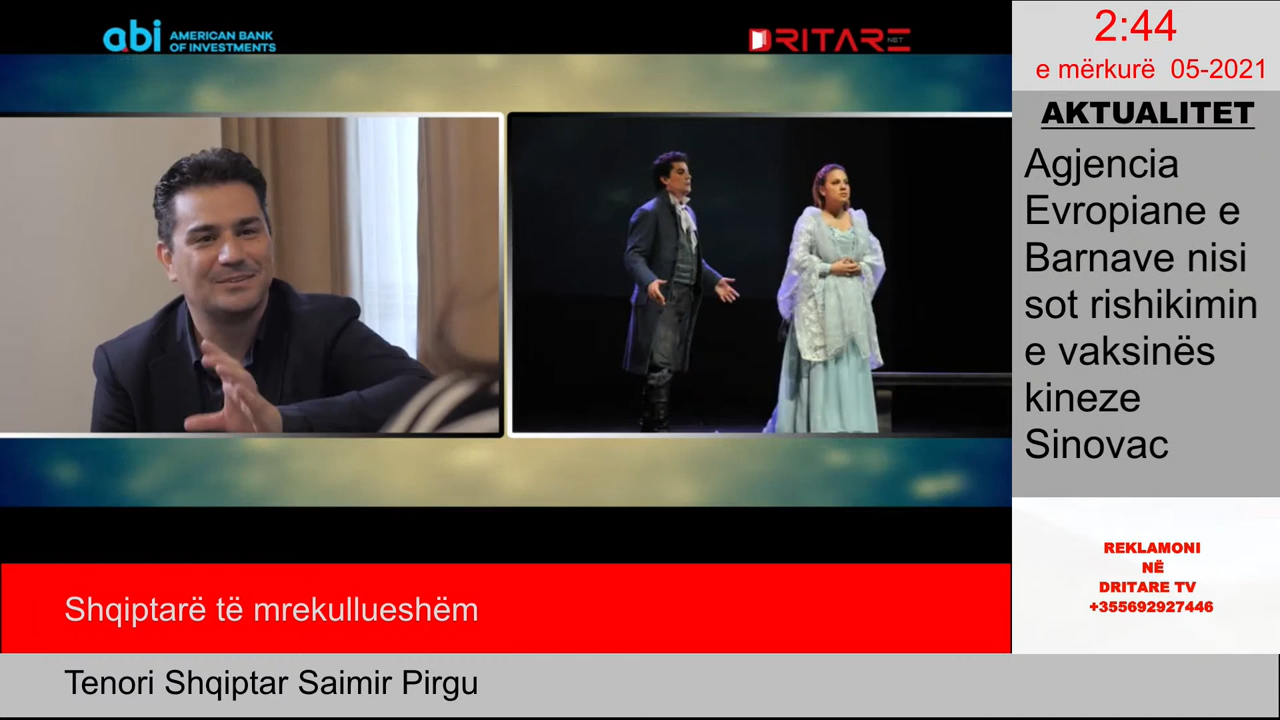 abi AMERICAN BANK
OF INVESTMENTS
DRITARE
NET
2:44
e mërkurë 05-2021
AKTUALITET
Agjencia
Evropiane e
Barnave nisi
sot rishikimin
e vaksinës
kineze
Sinovac
REKLAMONI
NË
DRITARE TV
+355692927446
Shqiptarë të mrekullueshëm
Tenori Shqiptar Saimir Pirgu